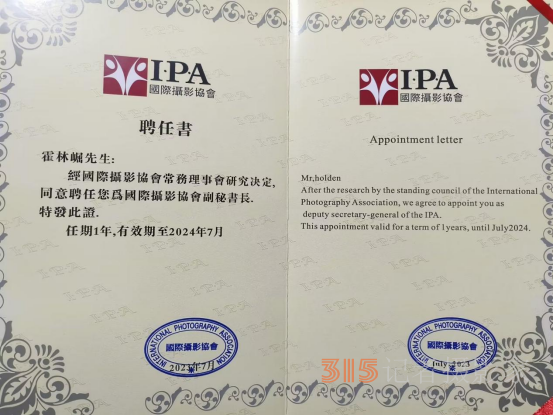 I·PA
國際攝影協會
聘任書
霍林崛先生:
經國際攝影協會常務理事會研究決定,
同意聘任您爲國際攝影協會副秘書長.
特發此證.
任期1年,有效期至2024年7月
INTERNATIONAL PHOTOGRAPHY ASSOCIATION
國際攝影協會
I·PA
國際攝影協會
Appointment letter
Mr,holden
After the research by the standing council of the International
Photography Association, we agree to appoint you as
deputy secretary-general of the IPA.
This appointment valid for a term of 1years, until July2024.
INTERNATIONAL PHOTOGRAPHY ASSOCIATION
國際攝影協會
July 2023
315